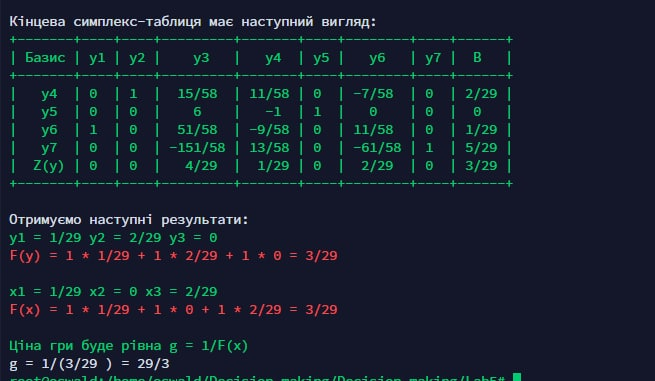 Кінцева симплекс-таблиця має наступний вигляд:
+-------+----+----+---------+-------+----+--------+----+------+
| Базис | y1 | y2 | y3 | y4 | y5 | y6 | y7 | B |
+-------+----+----+---------+-------+----+--------+----+------+
| y4 | 0 | 1 | 15/58 | 11/58 | 0 | -7/58 | 0 | 2/29 |
| y5 | 0 | 0 | 6 | -1 | 1 | 0 | 0 | 0 |
| y6 | 1 | 0 | 51/58 | -9/58 | 0 | 11/58 | 0 | 1/29 |
| y7 | 0 | 0 | -151/58 | 13/58 | 0 | -61/58 | 1 | 5/29 |
| Z(y) | 0 | 0 | 4/29 | 1/29 | 0 | 2/29 | 0 | 3/29 |
+-------+----+----+---------+-------+----+--------+----+------+
Отримуємо наступні результати:
y1 = 1/29 y2 = 2/29 y3 = 0
F(y) = 1 * 1/29 + 1 * 2/29 + 1 * 0 = 3/29
x1 = 1/29 x2 = 0 x3 = 2/29
F(x) = 1 * 1/29 + 1 * 0 + 1 * 2/29 = 3/29
Ціна гри буде рівна g = 1/F(x)
g = 1/(3/29 ) = 29/3
root@oswald:/home/oswald/Decision-making/Decision-making/Lab5#